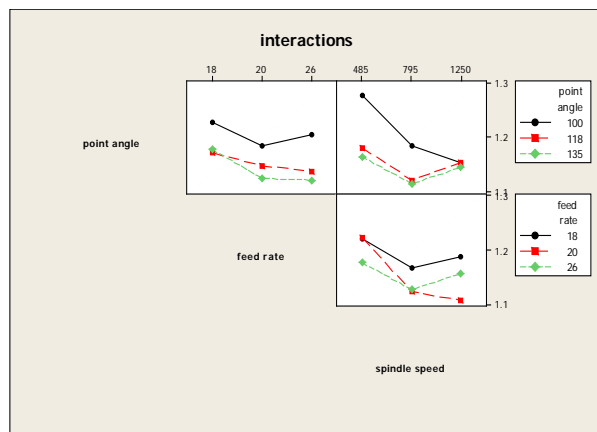 interactions
18 20 26
485 795 1250
point angle
1.3
1.2
1.1
point
angle
100
118
135
feed rate
1.3
1.2
1.1
feed
rate
18
20
26
spindle speed